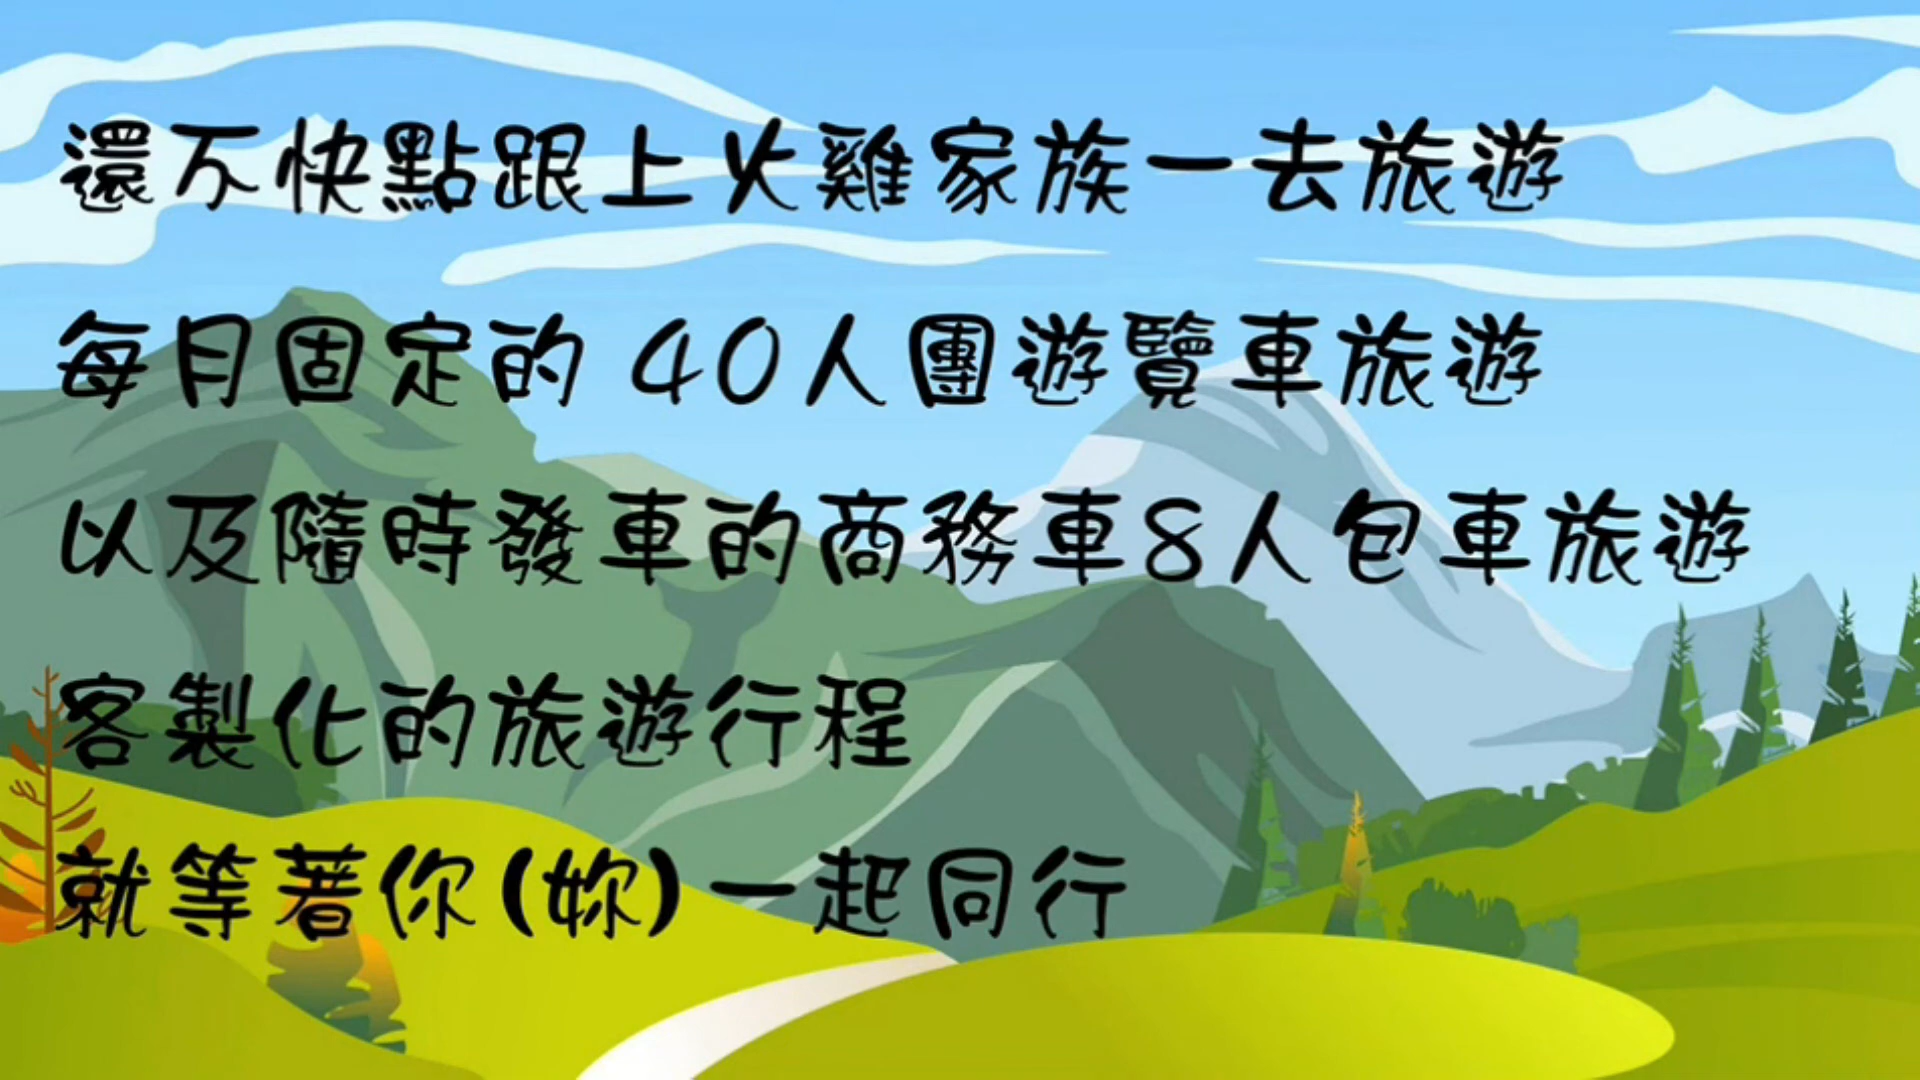 還不快點跟上火雞家族一去旅遊
每月固定的 40人團遊覽車旅遊
以及隨時發車的商務車8人包車旅遊
客製化的旅遊行程
就等著你(妳)一起同行